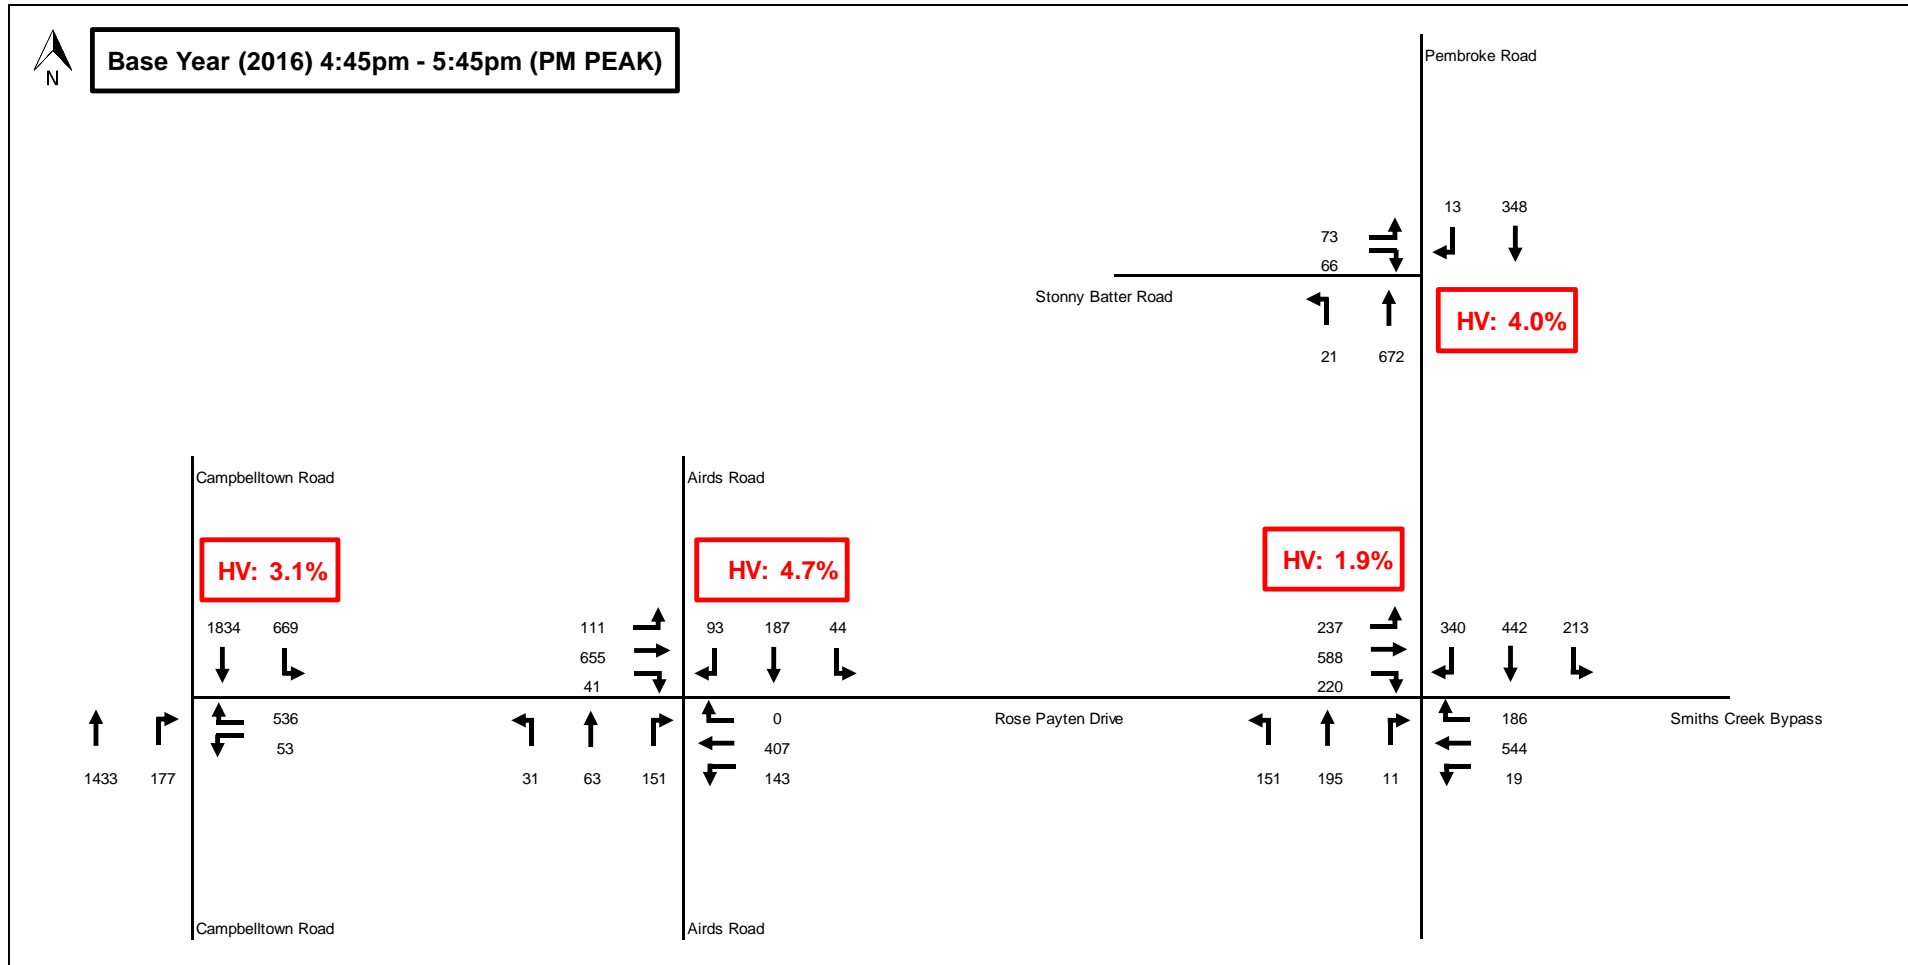 Base Year (2016) 4:45pm - 5:45pm (PM PEAK)
N
Pembroke Road
13 348
73
66
Stonny Batter Road
HV: 4.0%
21 672
Campbelltown Road
Airds Road
HV: 3.1%
HV: 4.7%
HV: 1.9%
1834 669
111
655
41
93 187 44
237
588
220
340 442 213
536
53
0
407
143
Rose Payten Drive
186
544
19
Smiths Creek Bypass
1433 177
31 63 151
151 195 11
Campbelltown Road
Airds Road